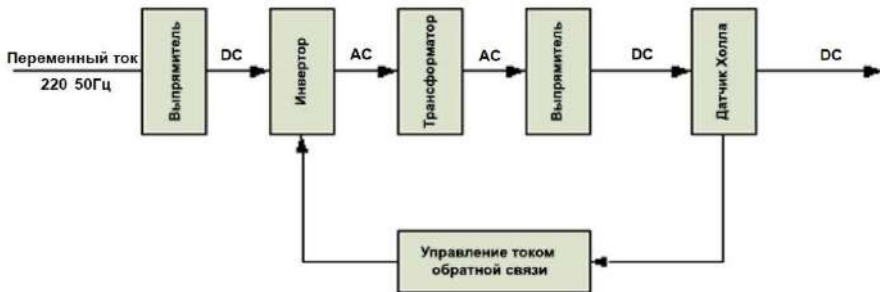 Переменный ток
220 50Гц
Выпрямитель
DC
Инвертор
AC
Трансформатор
AC
Выпрямитель
DC
Датчик Холла
DC
Управление током
обратной связи